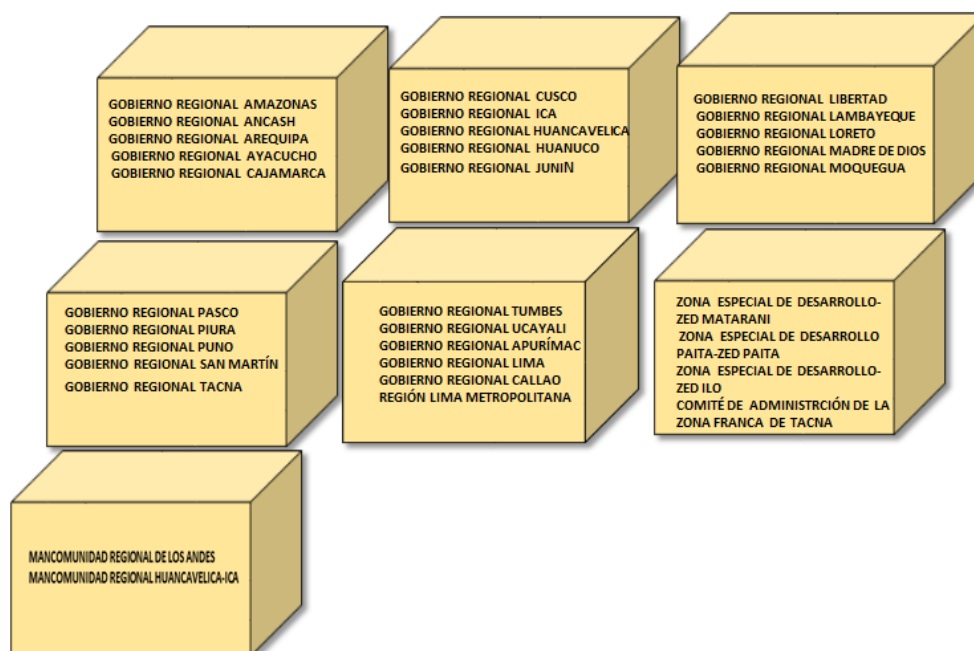 GOBIERNO REGIONAL AMAZONAS
GOBIERNO REGIONAL ANCASH
GOBIERNO REGIONAL AREQUIPA
GOBIERNO REGIONAL AYACUCHO
GOBIERNO REGIONAL CAJAMARCA
GOBIERNO REGIONAL CUSCO
GOBIERNO REGIONAL ICA
GOBIERNO REGIONAL HUANCAVELICA
GOBIERNO REGIONAL HUANUCO
GOBIERNO REGIONAL JUNIÑ
GOBIERNO REGIONAL LIBERTAD
GOBIERNO REGIONAL LAMBAYEQUE
GOBIERNO REGIONAL LORETO
GOBIERNO REGIONAL MADRE DE DIOS
GOBIERNO REGIONAL MOQUEGUA
GOBIERNO REGIONAL PASCO
GOBIERNO REGIONAL PIURA
GOBIERNO REGIONAL PUNO
GOBIERNO REGIONAL SAN MARTÍN
GOBIERNO REGIONAL TACNA
GOBIERNO REGIONAL TUMBES
GOBIERNO REGIONAL UCAYALI
GOBIERNO REGIONAL APURÍMAC
GOBIERNO REGIONAL LIMA
GOBIERNO REGIONAL CALLAO
REGIÓN LIMA METROPOLITANA
ZONA ESPECIAL DE DESARROLLO-
ZED MATARANI
ZONA ESPECIAL DE DESARROLLO
PAITA-ZED PAITA
ZONA ESPECIAL DE DESARROLLO-
ZED ILO
COMITÉ DE ADMINISTRCIÓN DE LA
ZONA FRANCA DE TACNA
MANCOMUNIDAD REGIONAL DE LOS ANDES
MANCOMUNIDAD REGIONAL HUANCAVELICA-ICA